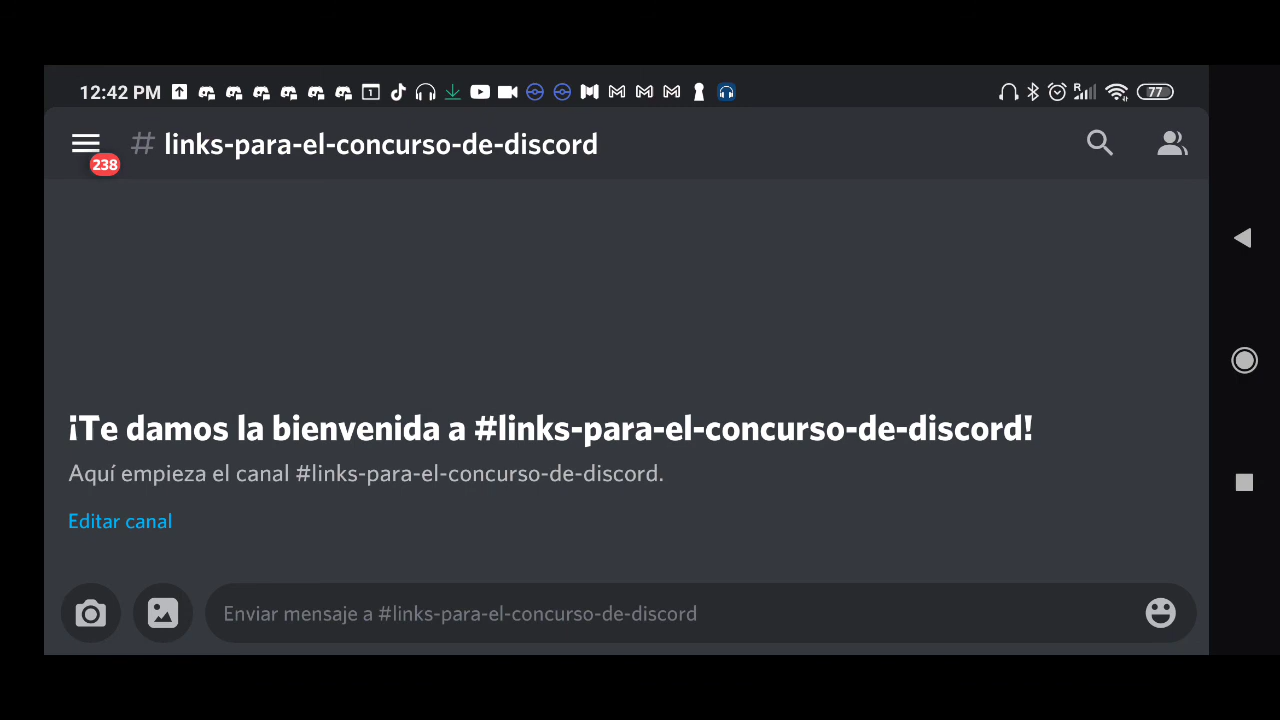 12:42 PM 1 R 77
# links-para-el-concurso-de-discord
238
¡Te damos la bienvenida a #links-para-el-concurso-de-discord!
Aquí empieza el canal #links-para-el-concurso-de-discord.
Editar canal
Enviar mensaje a #links-para-el-concurso-de-discord